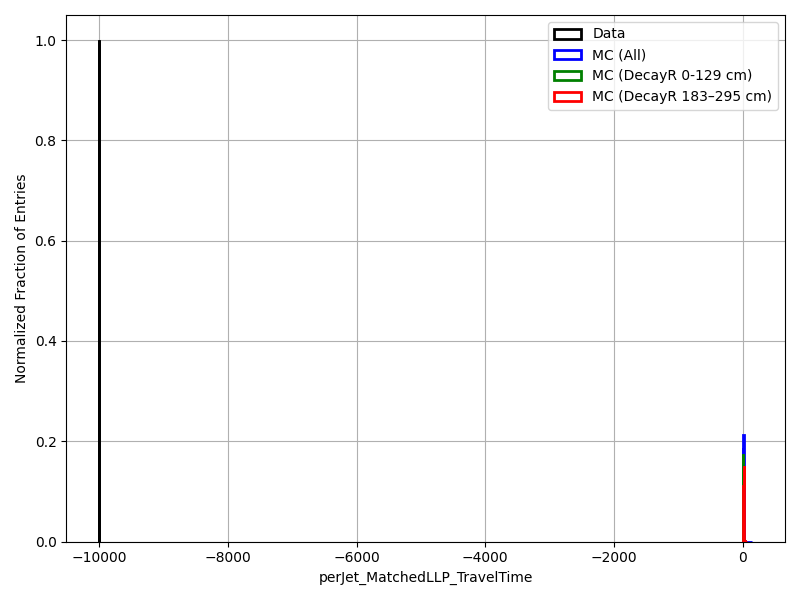 Data
MC (All)
MC (DecayR 0-129 cm)
MC (DecayR 183–295 cm)
Normalized Fraction of Entries
1.0
0.8
0.6
0.4
0.2
0.0
−10000 −8000 −6000 −4000 −2000 0
perJet_MatchedLLP_TravelTime